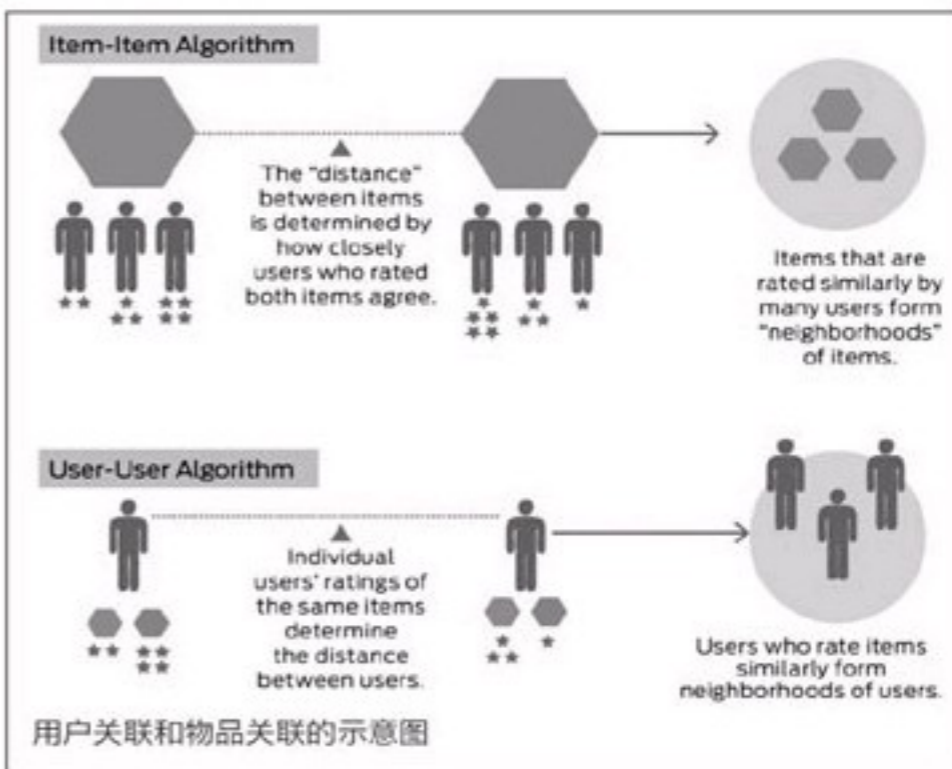 Item-Item Algorithm
The "distance"
between items
is determined by
how closely
users who rated
both items agree.
Items that are
rated similarly by
many users form
"neighborhoods"
of items.
User-User Algorithm
Individual
users' ratings of
the same items
determine
the distance
between users.
Users who rate items
similarly form
neighborhoods of users.
用户关联和物品关联的示意图